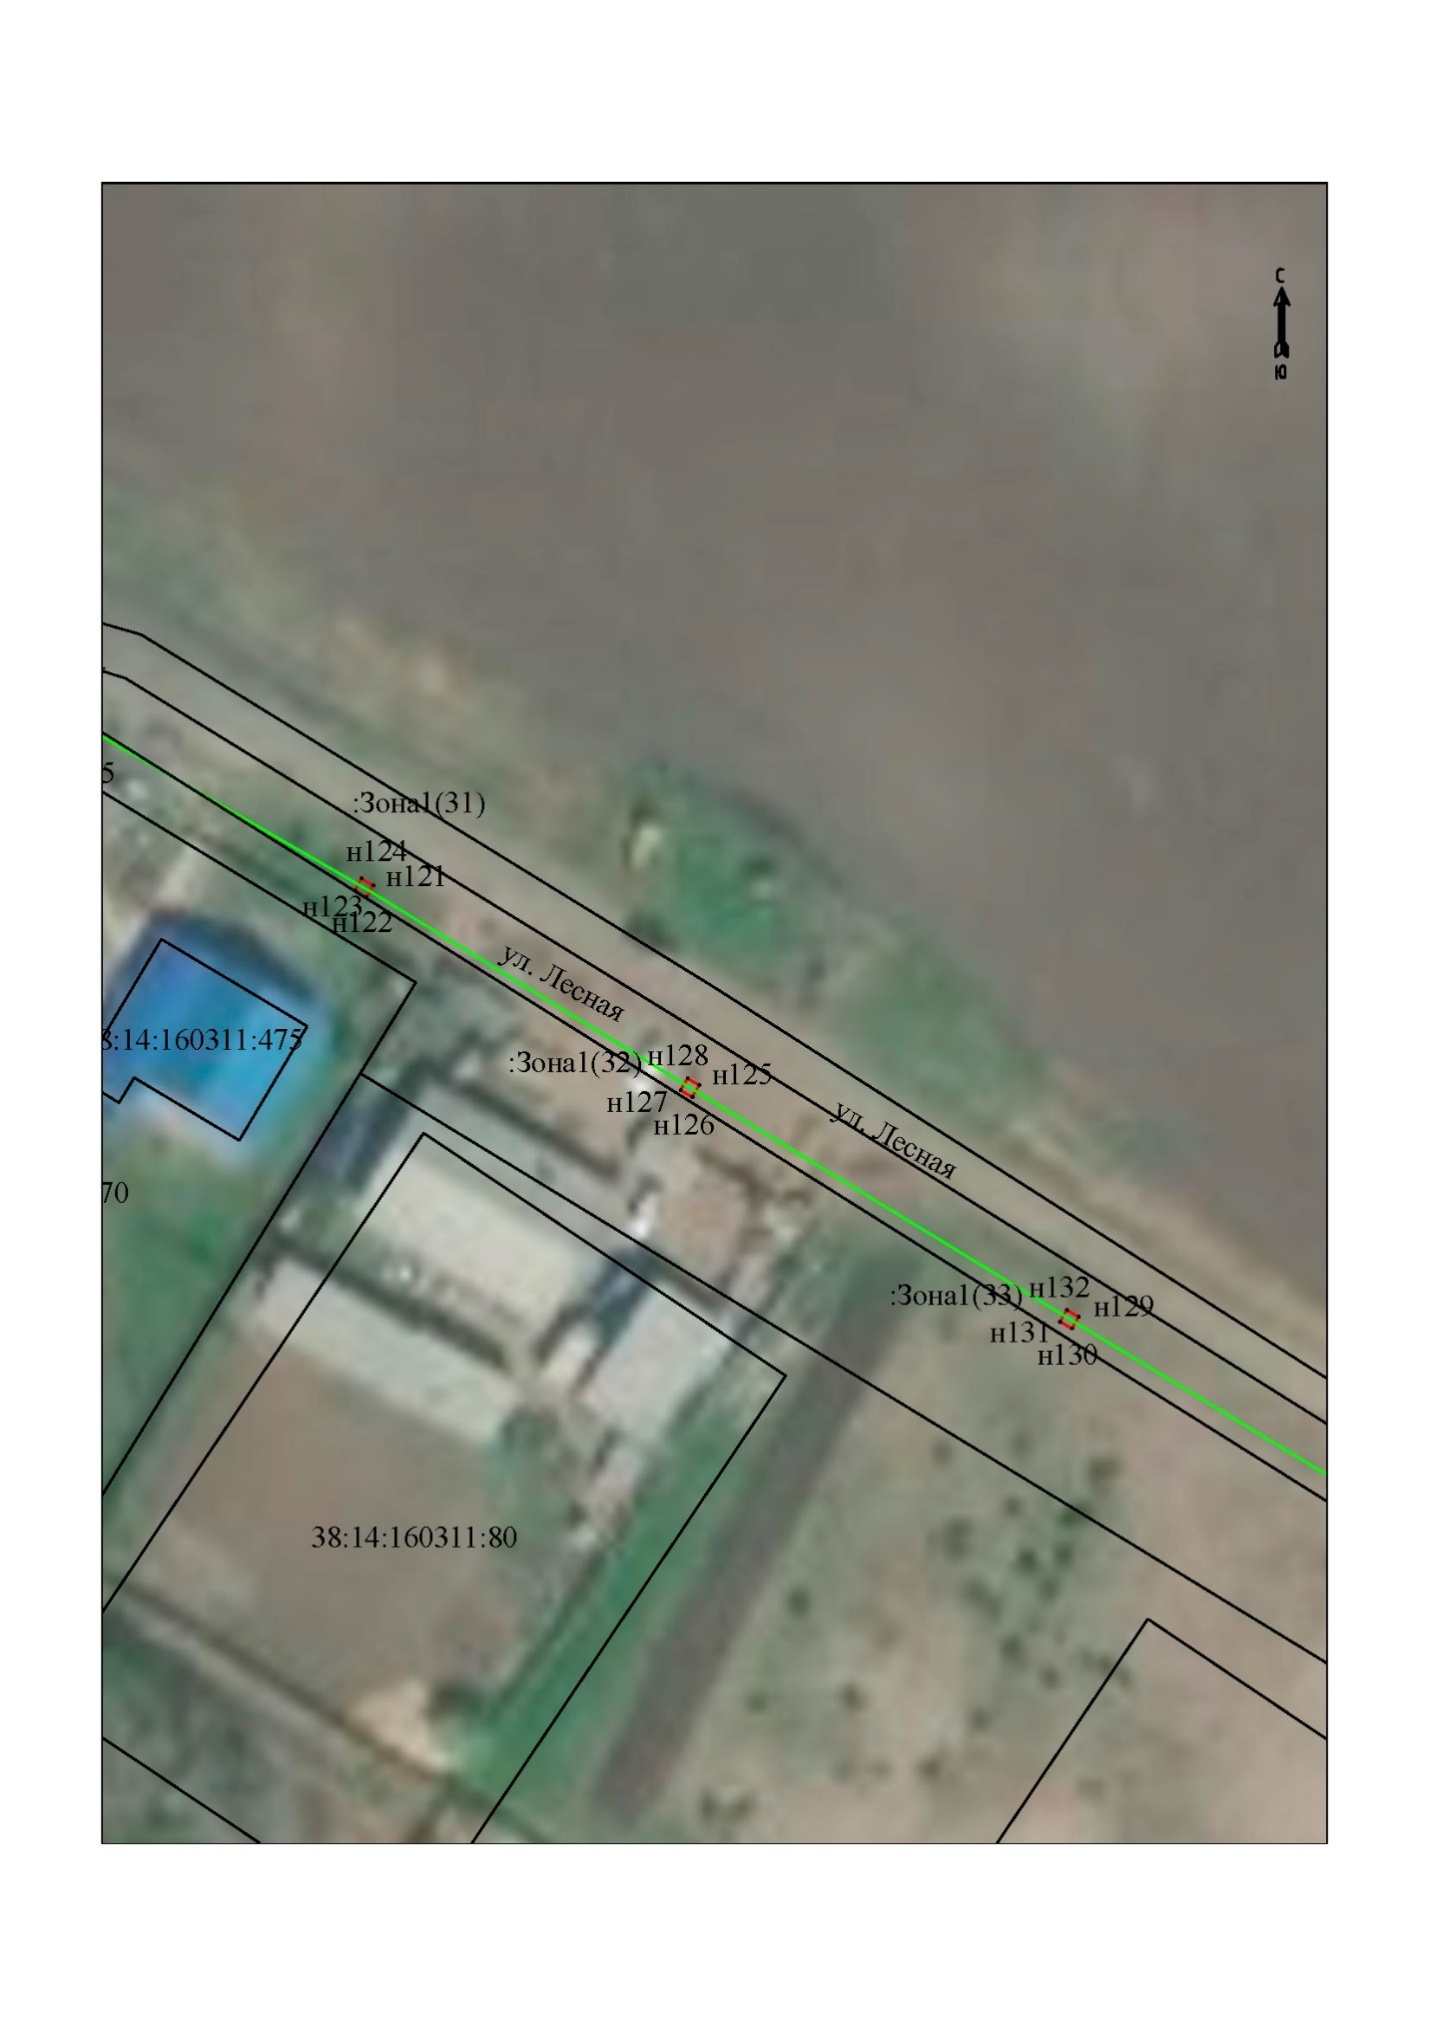 С
Ю
5
:Зона1(31)
н124
н121
н123
н122
ул. Лесная
8:14:160311:475
:Зона1(32)
н128
н125
н127
н126
ул. Лесная
70
:Зона1(33)
н132
н129
н131
н130
38:14:160311:80